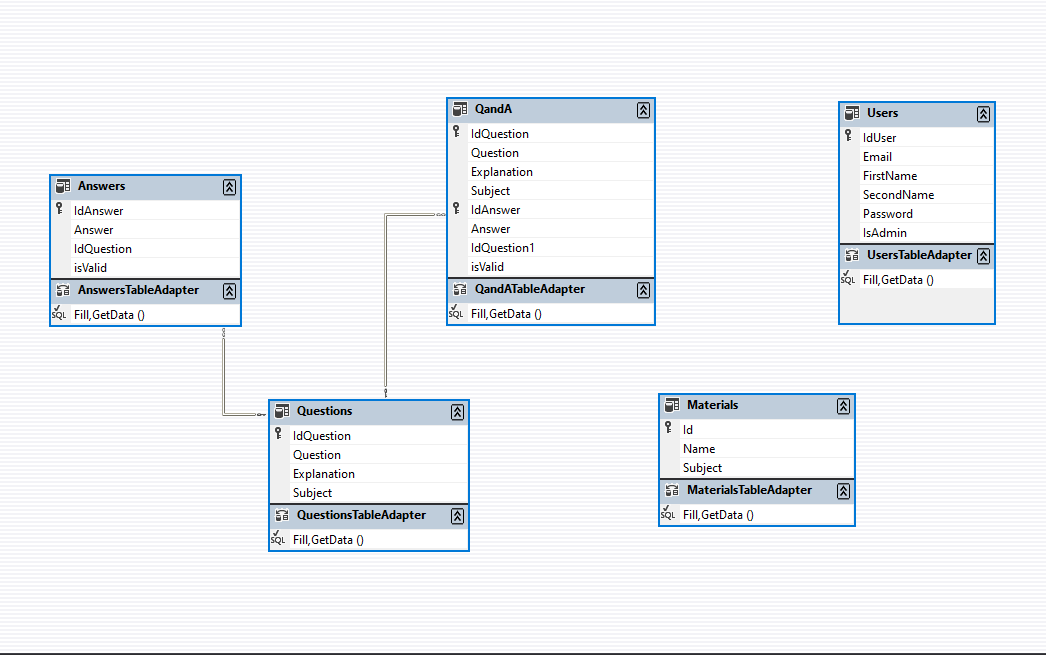 QandA
IdQuestion
Question
Explanation
Subject
IdAnswer
Answer
IdQuestion1
isValid
QandATableAdapter
SQL Fill,GetData ()
Users
IdUser
Email
FirstName
SecondName
Password
IsAdmin
UsersTableAdapter
SQL Fill,GetData ()
Answers
IdAnswer
Answer
IdQuestion
isValid
AnswersTableAdapter
SQL Fill,GetData ()
Questions
IdQuestion
Question
Explanation
Subject
QuestionsTableAdapter
SQL Fill,GetData ()
Materials
Id
Name
Subject
MaterialsTableAdapter
SQL Fill,GetData ()